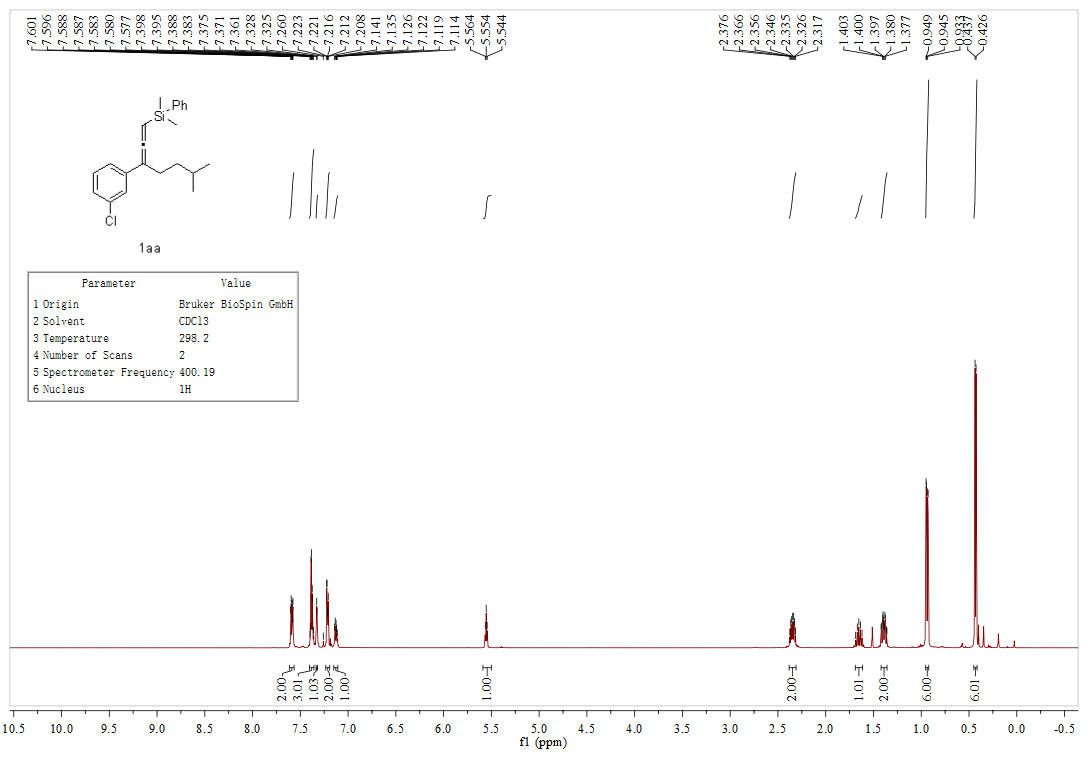 7.601 7.596 7.588 7.587 7.583 7.580 7.577 7.398 7.395 7.388 7.383 7.375 7.371 7.361 7.328 7.325 7.260 7.223 7.221 7.216 7.212 7.208 7.141 7.135 7.126 7.122 7.119 7.114 5.564 5.554 5.544 2.376 2.366 2.356 2.346 2.335 2.326 2.317 1.403 1.400 1.397 1.380 1.377 0.949 0.945 0.933 0.437 0.426
Si Ph
Cl
1aa
Parameter Value
1 Origin Bruker BioSpin GmbH
2 Solvent CDCl3
3 Temperature 298.2
4 Number of Scans 2
5 Spectrometer Frequency 400.19
6 Nucleus 1H
2.00 3.01 1.03 2.00 1.00 1.00 2.00 1.01 2.00 6.00 6.01
10.5 10.0 9.5 9.0 8.5 8.0 7.5 7.0 6.5 6.0 5.5 5.0 4.5 4.0 3.5 3.0 2.5 2.0 1.5 1.0 0.5 0.0 -0.5
f1 (ppm)